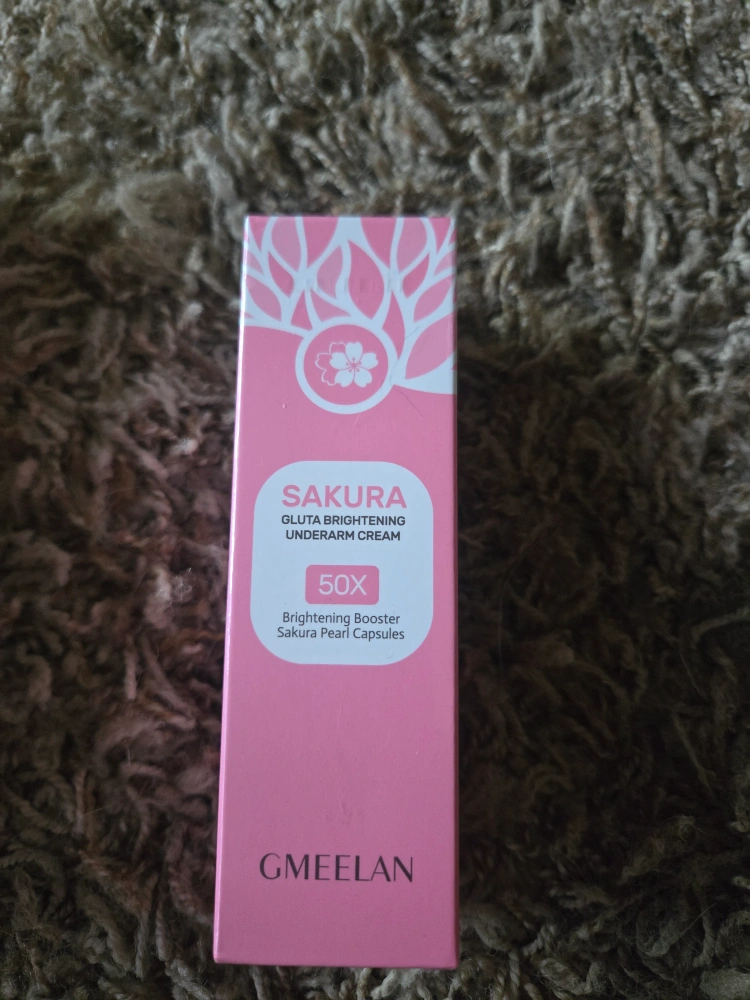 SAKURA
GLUTA BRIGHTENING
UNDERARM CREAM
50X
Brightening Booster
Sakura Pearl Capsules
GMEELAN